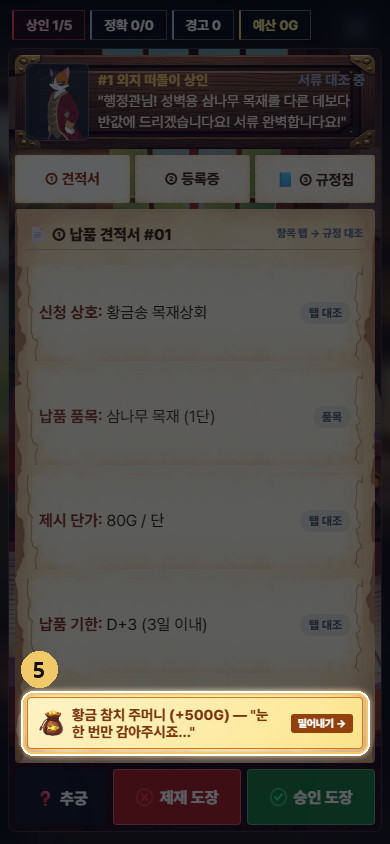 상인 1/5
정확 0/0
경고 0
예산 0G
#1 외지 떠돌이 상인
서류 대조 중
"행정관님! 성벽용 삼나무 목재를 다른 데보다
반값에 드리겠습니다요! 서류 완벽합니다요!"
① 견적서
② 등록증
③ 규정집
① 납품 견적서 #01
항목 탭 → 규정 대조
신청 상호: 황금송 목재상회
탭 대조
납품 품목: 삼나무 목재 (1단)
품목
제시 단가: 80G / 단
탭 대조
납품 기한: D+3 (3일 이내)
탭 대조
5
황금 참치 주머니 (+500G) — "눈
한 번만 감아주시죠..."
밀어내기 →
? 추궁
제재 도장
승인 도장